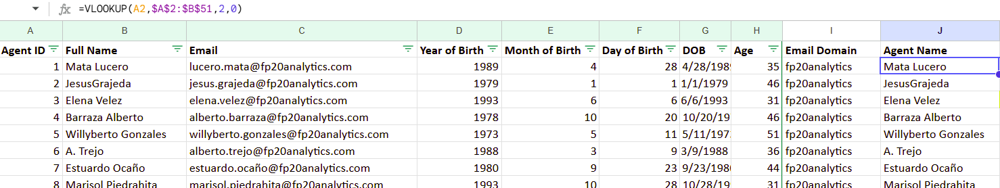 fx =VLOOKUP(A2,$A$2:$B$51,2,0)
A B C D E F G H I J
Agent ID Full Name Email Year of Birth Month of Birth Day of Birth DOB Age Email Domain Agent Name
1 Mata Lucero lucero.mata@fp20analytics.com 1989 4 28 4/28/198 35 fp20analytics Mata Lucero
2 JesusGrajeda jesus.grajeda@fp20analytics.com 1979 1 1 1/1/1979 46 fp20analytics JesusGrajeda
3 Elena Velez elena.velez@fp20analytics.com 1993 6 6 6/6/1993 31 fp20analytics Elena Velez
4 Barraza Alberto alberto.barraza@fp20analytics.com 1978 10 20 10/20/19 46 fp20analytics Barraza Alberto
5 Willyberto Gonzales willyberto.gonzales@fp20analytics.com 1973 5 11 5/11/197 51 fp20analytics Willyberto Gonzales
6 A. Trejo alberto.trejo@fp20analytics.com 1988 3 9 3/9/1988 36 fp20analytics A. Trejo
7 Estuardo Ocaño estuardo.ocaño@fp20analytics.com 1980 9 23 9/23/198 44 fp20analytics Estuardo Ocaño
8 Marisol Piedrahita marisol.piedrahita@fp20analytics.com 1993 10 28 10/28/19 31 fp20analytics Marisol Piedrahita